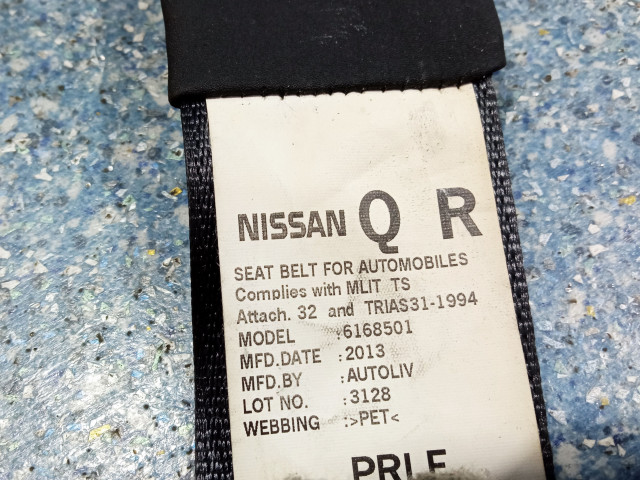 NISSAN Q R
SEAT BELT FOR AUTOMOBILES
Complies with MLIT TS
Attach. 32 and TRIAS31-1994
MODEL :6168501
MFD.DATE :2013
MFD.BY :AUTOLIV
LOT NO. :3128
WEBBING :>PET<